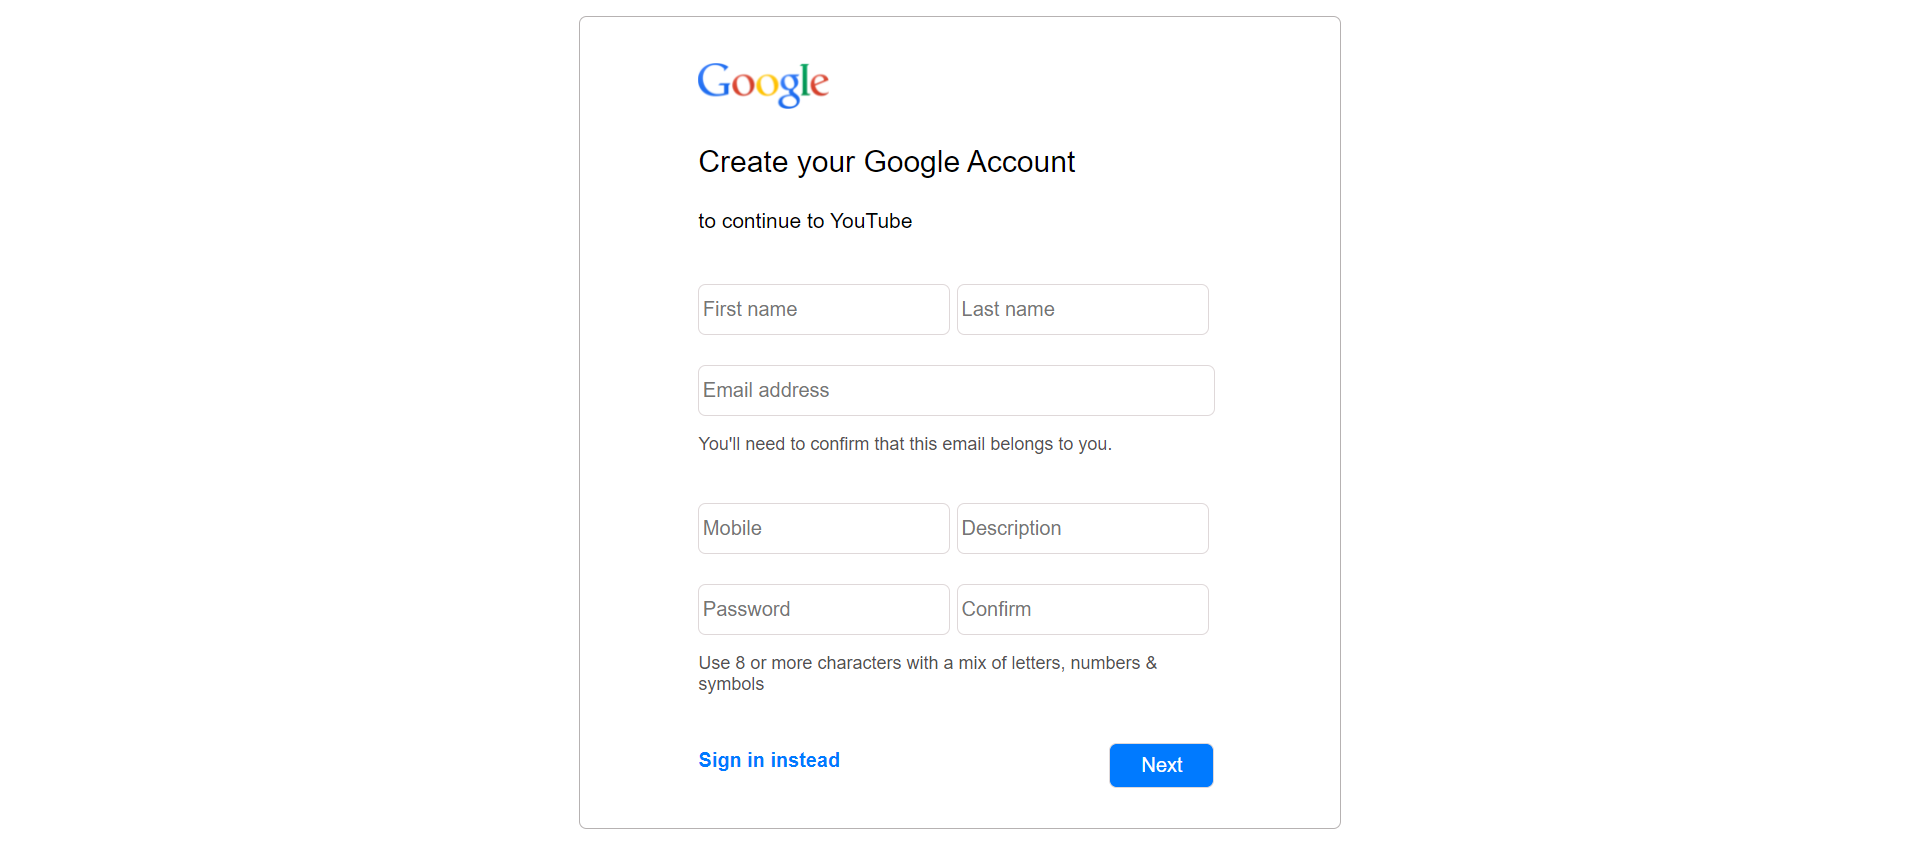 Google
Create your Google Account
to continue to YouTube
First name Last name
Email address
You'll need to confirm that this email belongs to you.
Mobile Description
Password Confirm
Use 8 or more characters with a mix of letters, numbers &
symbols
Sign in instead Next